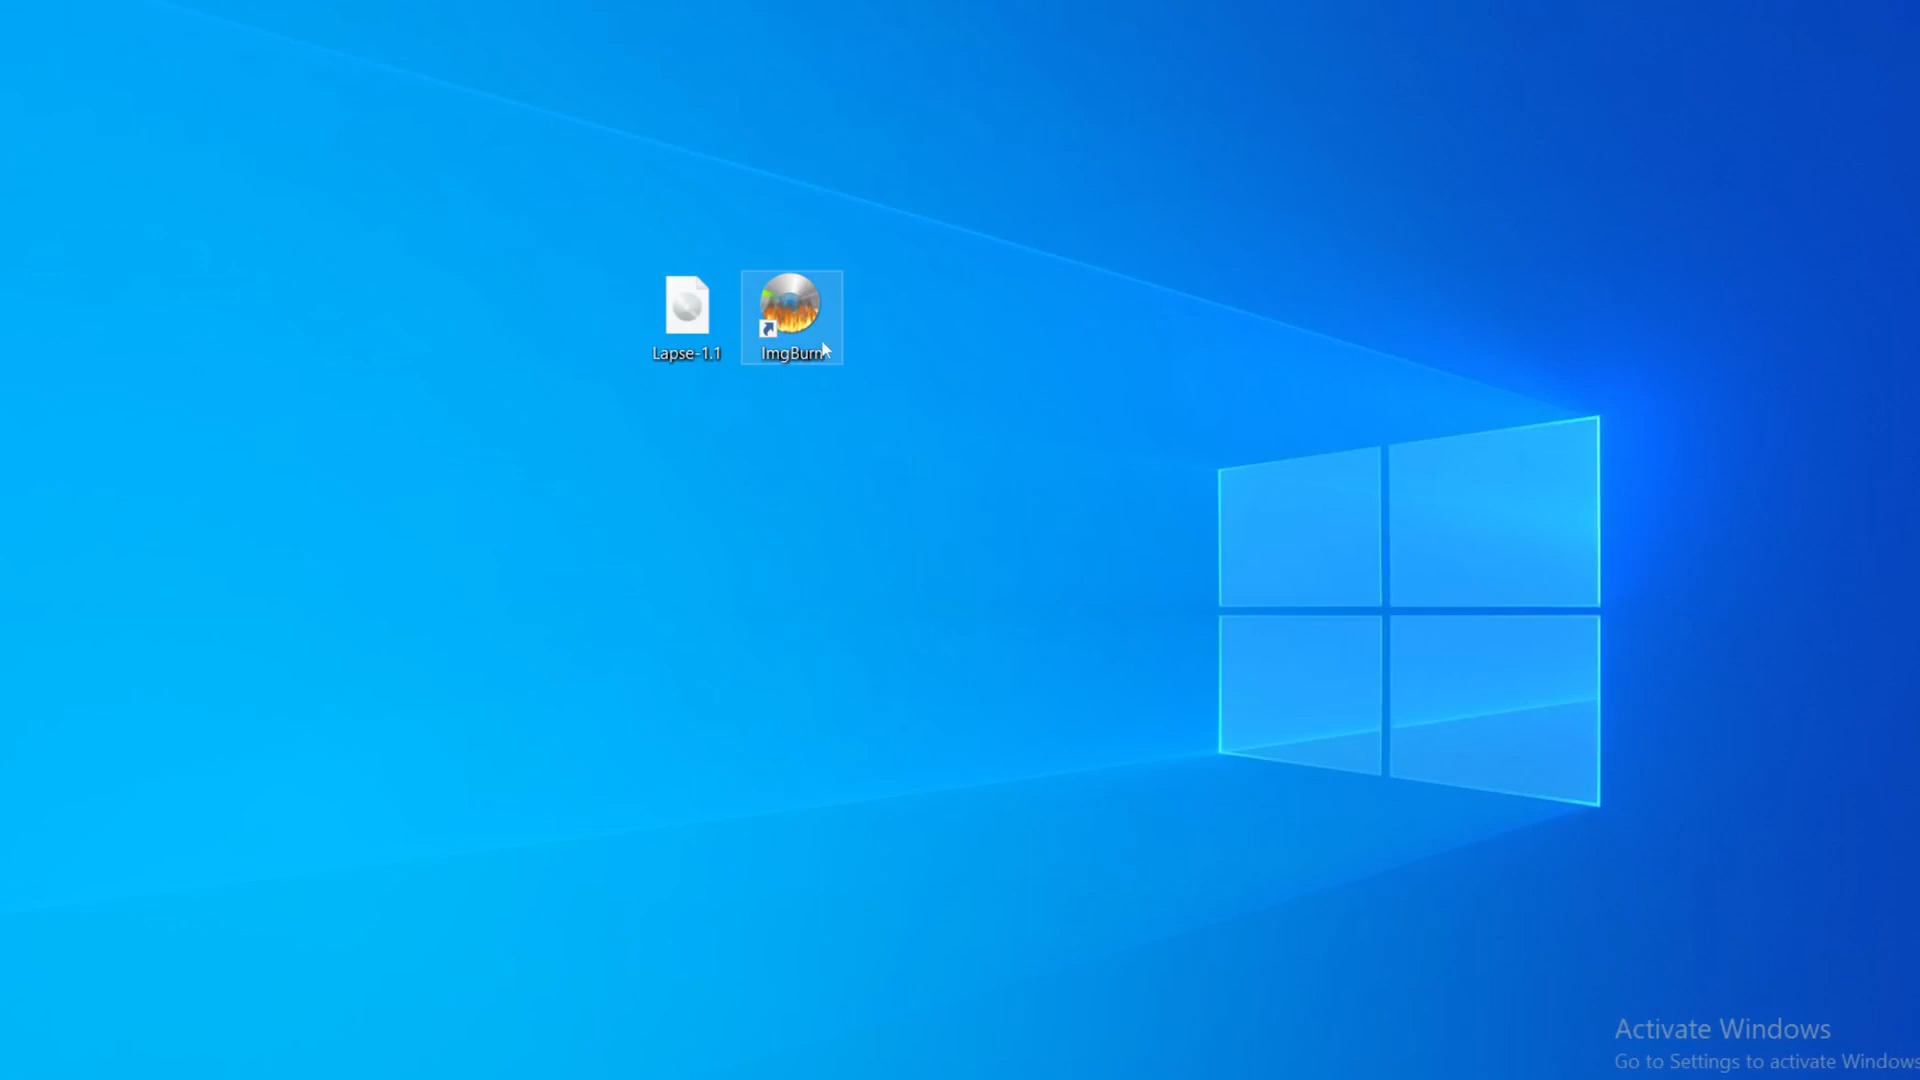 Lapse-1.1
ImgBurn
Activate Windows
Go to Settings to activate Windows